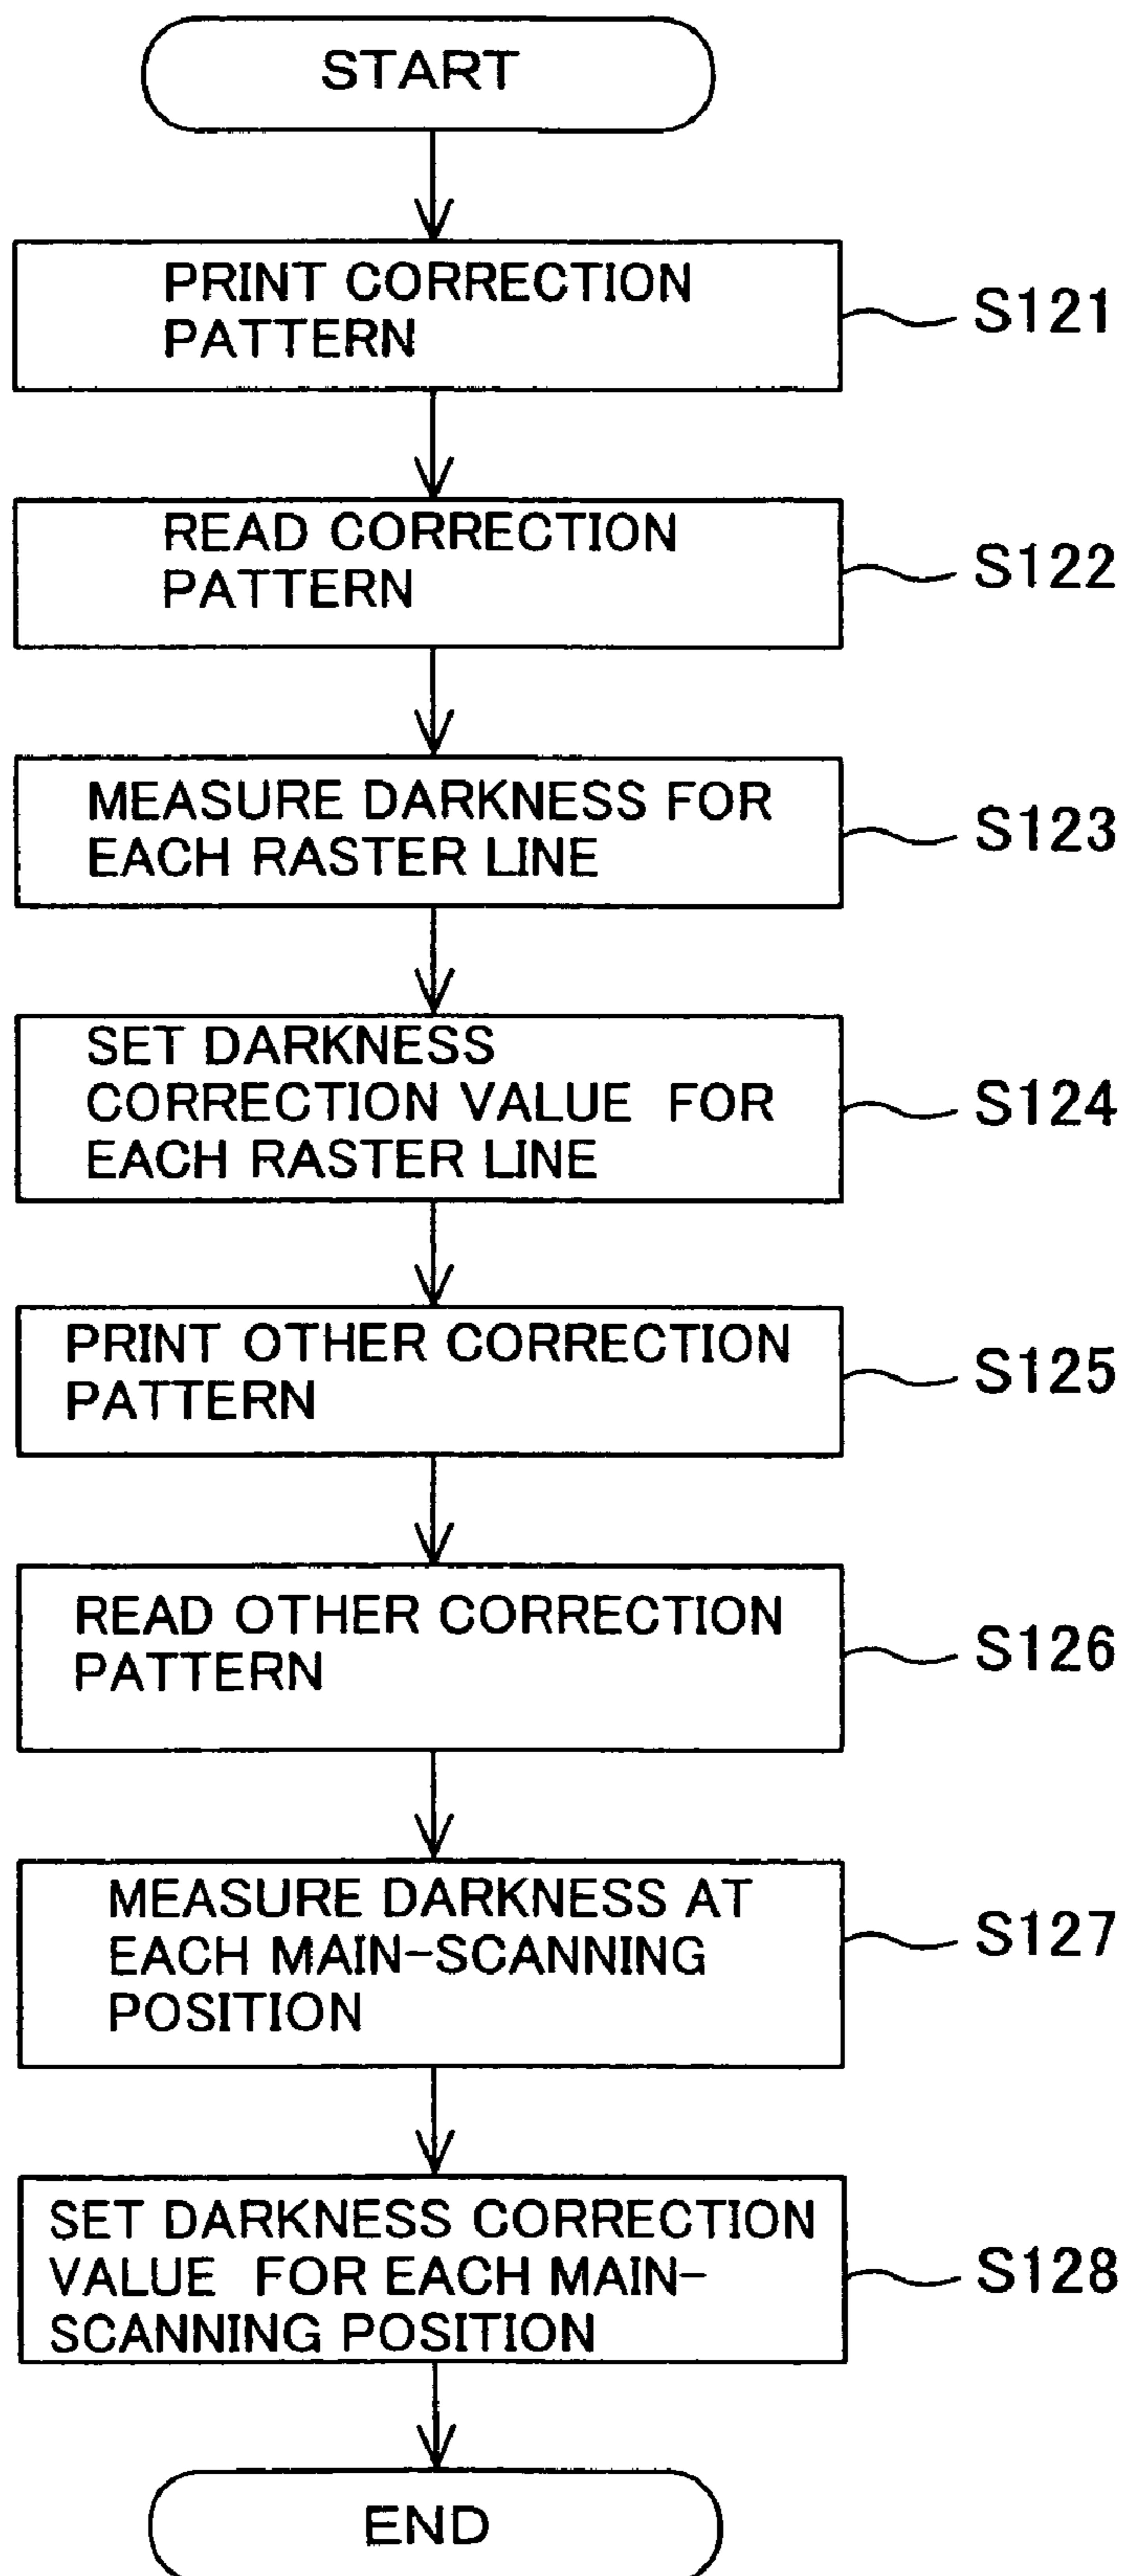 START
PRINT CORRECTION
PATTERN
S121
READ CORRECTION
PATTERN
S122
MEASURE DARKNESS FOR
EACH RASTER LINE
S123
SET DARKNESS
CORRECTION VALUE FOR
EACH RASTER LINE
S124
PRINT OTHER CORRECTION
PATTERN
S125
READ OTHER CORRECTION
PATTERN
S126
MEASURE DARKNESS AT
EACH MAIN-SCANNING
POSITION
S127
SET DARKNESS CORRECTION
VALUE FOR EACH MAIN-
SCANNING POSITION
S128
END